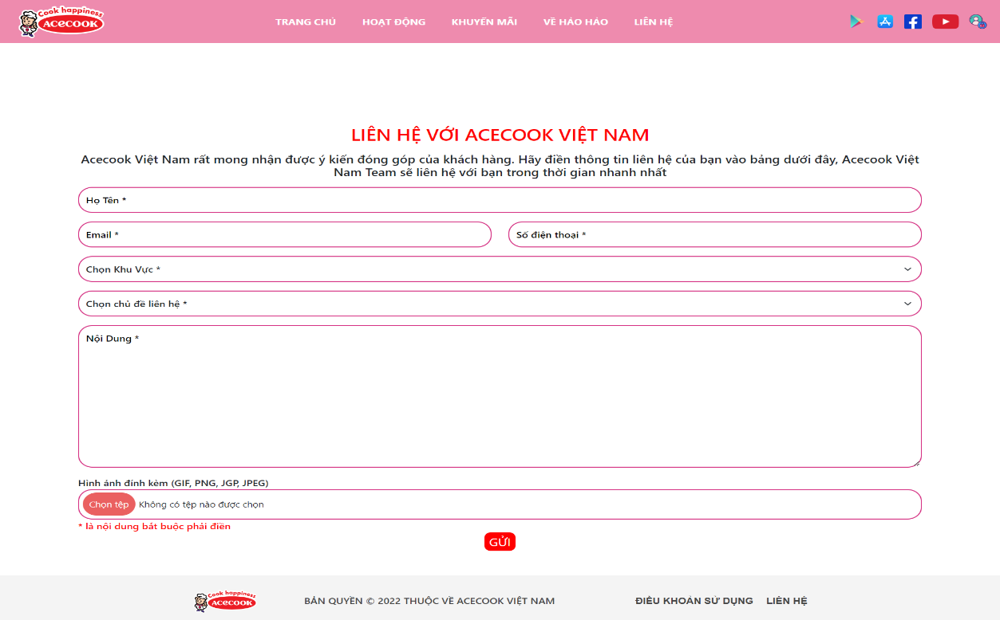 Cook happiness
ACECOOK
TRANG CHỦ HOẠT ĐỘNG KHUYẾN MÃI VỀ HẢO HẢO LIÊN HỆ
LIÊN HỆ VỚI ACECOOK VIỆT NAM
Acecook Việt Nam rất mong nhận được ý kiến đóng góp của khách hàng. Hãy điền thông tin liên hệ của bạn vào bảng dưới đây, Acecook Việt
Nam Team sẽ liên hệ với bạn trong thời gian nhanh nhất
Họ Tên *
Email * Số điện thoại *
Chọn Khu Vực *
Chọn chủ đề liên hệ *
Nội Dung *
Hình ảnh đính kèm (GIF, PNG, JGP, JPEG)
Chọn tệp Không có tệp nào được chọn
* là nội dung bắt buộc phải điền
GỬI
Cook happiness
ACECOOK
BẢN QUYỀN © 2022 THUỘC VỀ ACECOOK VIỆT NAM
ĐIỀU KHOẢN SỬ DỤNG LIÊN HỆ